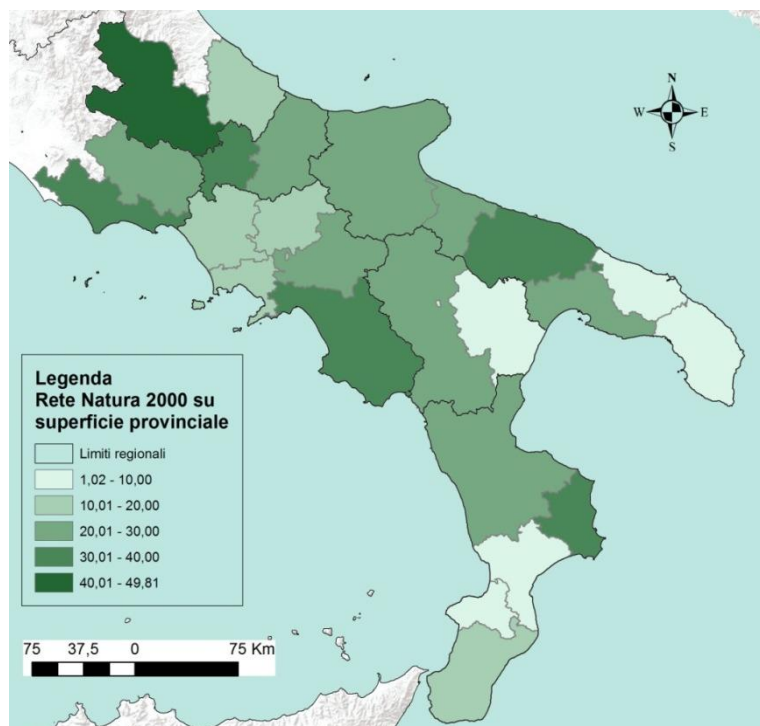 N
W E
S
Legenda
Rete Natura 2000 su
superficie provinciale
Limiti regionali
1,02 - 10,00
10,01 - 20,00
20,01 - 30,00
30,01 - 40,00
40,01 - 49,81
75 37,5 0 75 Km